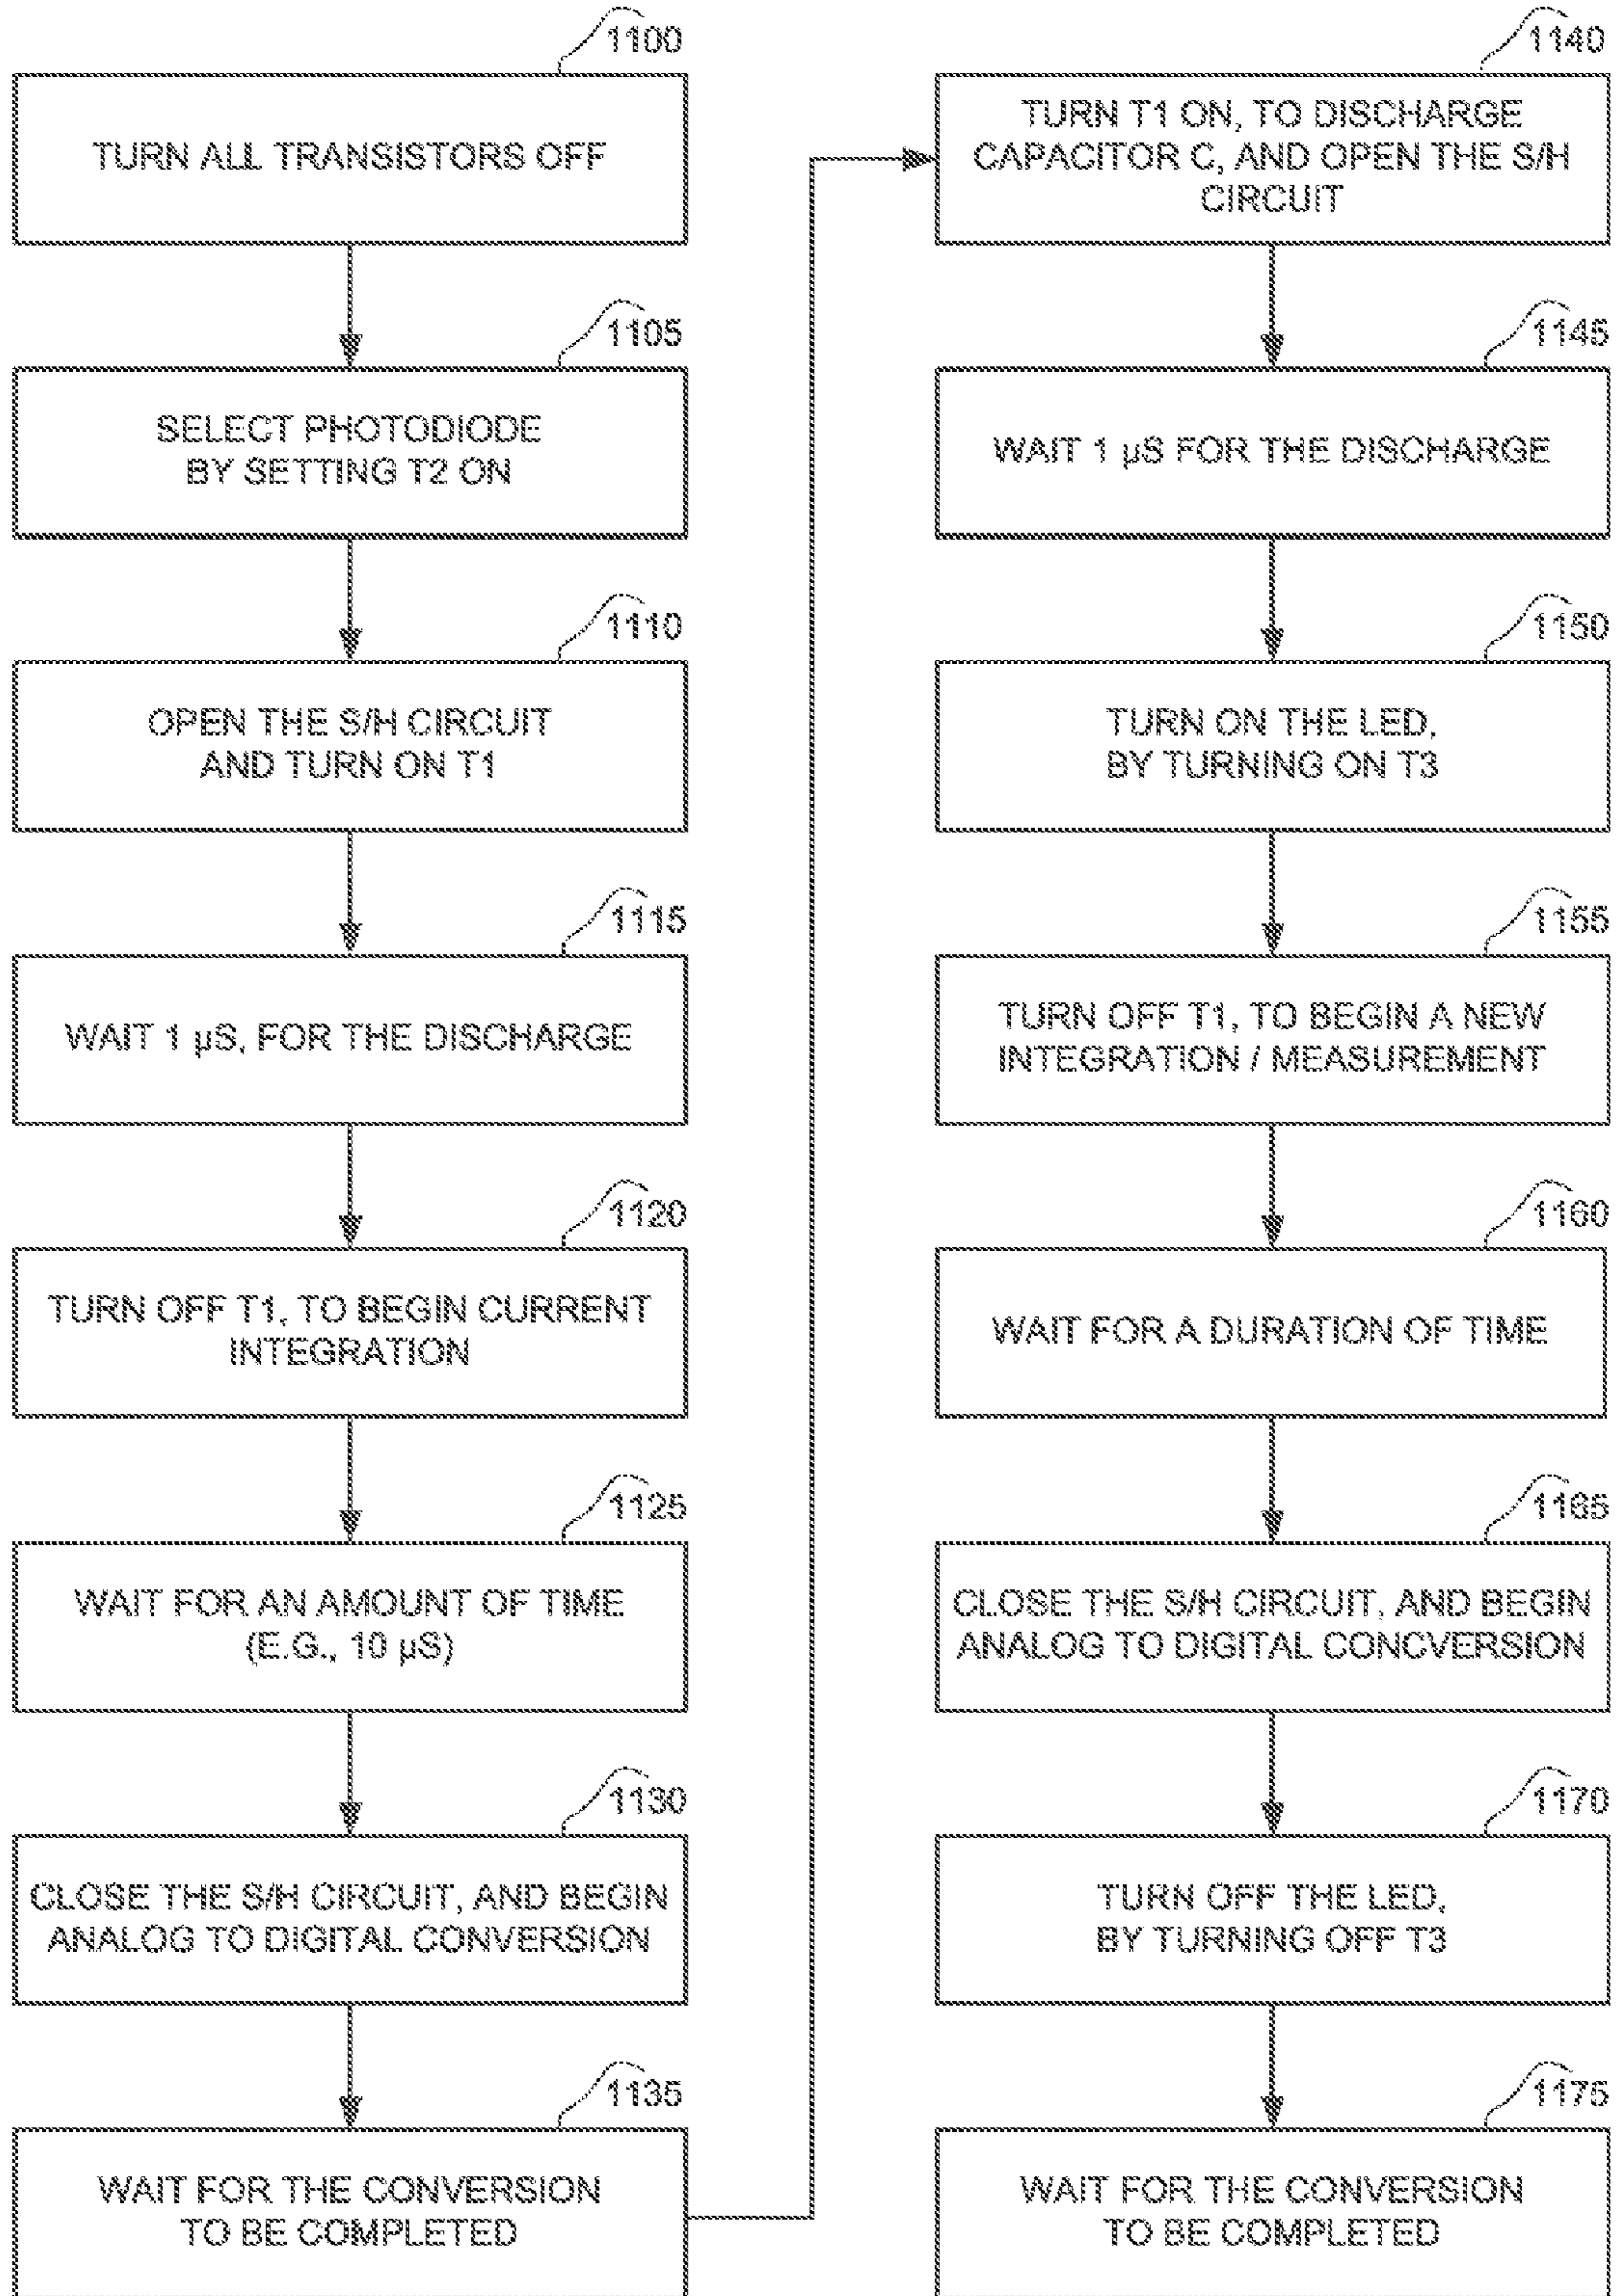 1100
TURN ALL TRANSISTORS OFF
1105
SELECT PHOTODIODE
BY SETTING T2 ON
1110
OPEN THE S/H CIRCUIT
AND TURN ON T1
1115
WAIT 1 µS, FOR THE DISCHARGE
1120
TURN OFF T1, TO BEGIN CURRENT
INTEGRATION
1125
WAIT FOR AN AMOUNT OF TIME
(E.G., 10 µS)
1130
CLOSE THE S/H CIRCUIT, AND BEGIN
ANALOG TO DIGITAL CONVERSION
1135
WAIT FOR THE CONVERSION
TO BE COMPLETED
1140
TURN T1 ON, TO DISCHARGE
CAPACITOR C, AND OPEN THE S/H
CIRCUIT
1145
WAIT 1 µS FOR THE DISCHARGE
1150
TURN ON THE LED,
BY TURNING ON T3
1155
TURN OFF T1, TO BEGIN A NEW
INTEGRATION / MEASUREMENT
1160
WAIT FOR A DURATION OF TIME
1165
CLOSE THE S/H CIRCUIT, AND BEGIN
ANALOG TO DIGITAL CONCVERSION
1170
TURN OFF THE LED,
BY TURNING OFF T3
1175
WAIT FOR THE CONVERSION
TO BE COMPLETED